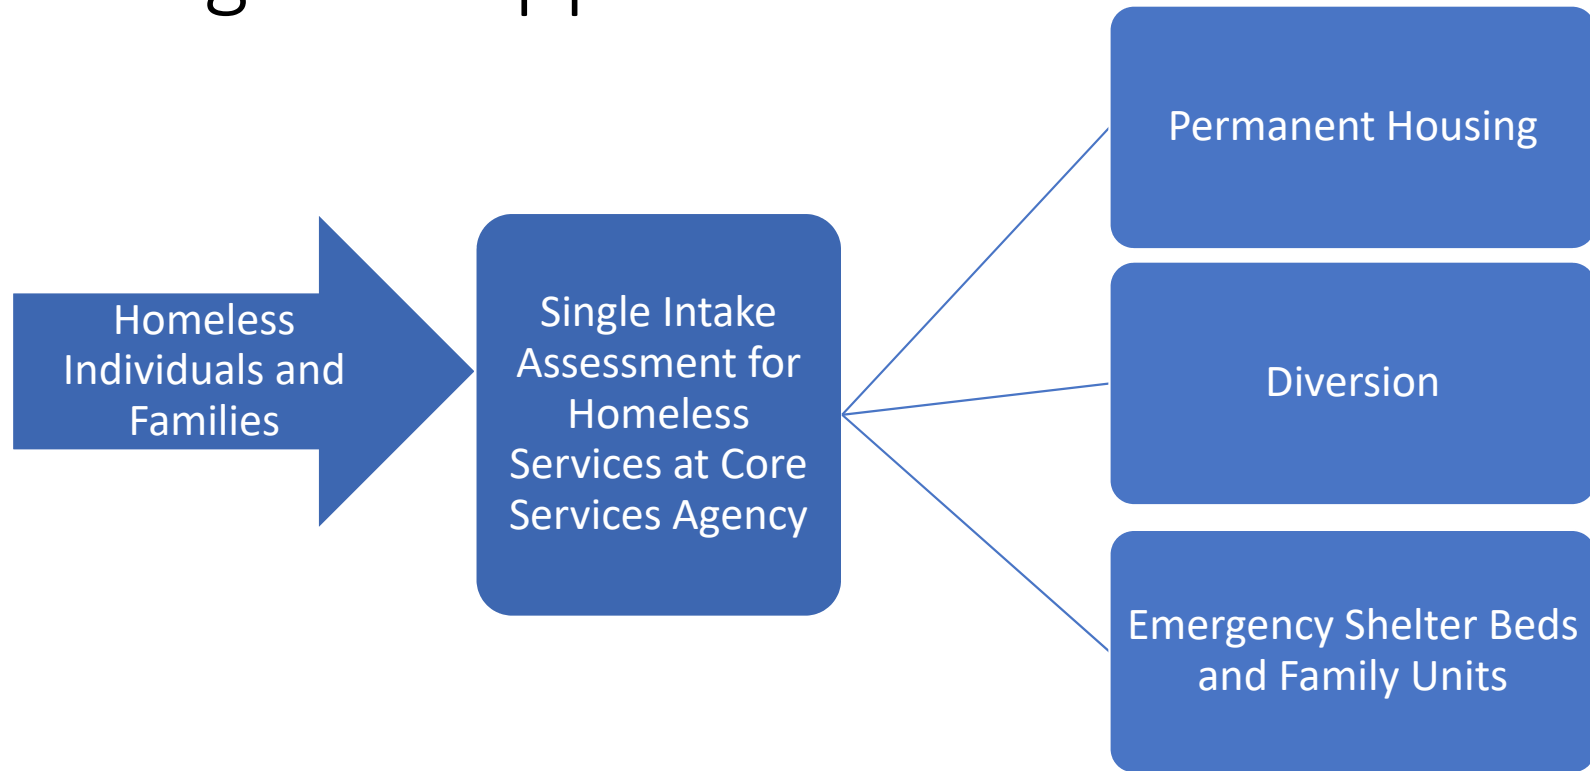 Homeless
Individuals and
Families
Single Intake
Assessment for
Homeless
Services at Core
Services Agency
Permanent Housing
Diversion
Emergency Shelter Beds
and Family Units